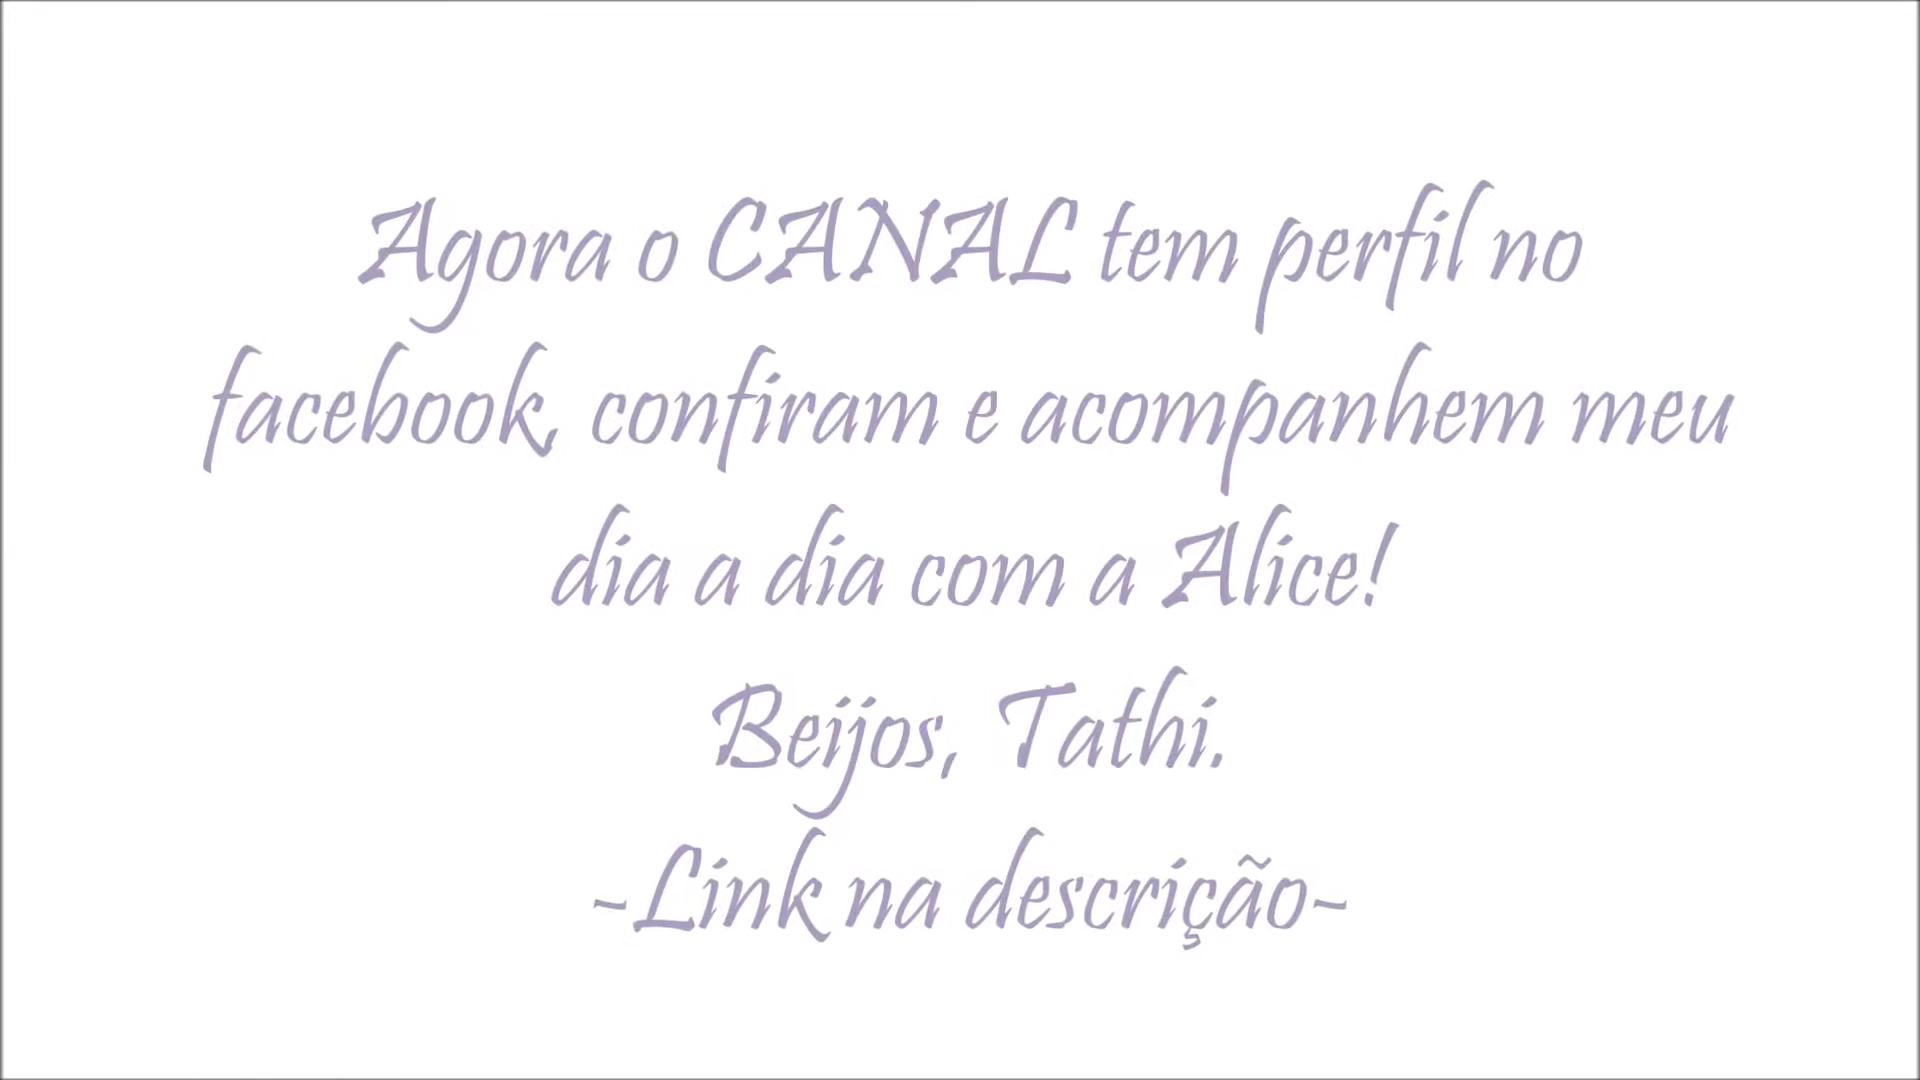 Agora o CANAL tem perfil no
facebook, confiram e acompanhem meu
dia a dia com a Alice!
Beijos, Tathi.
~Link na descrição~